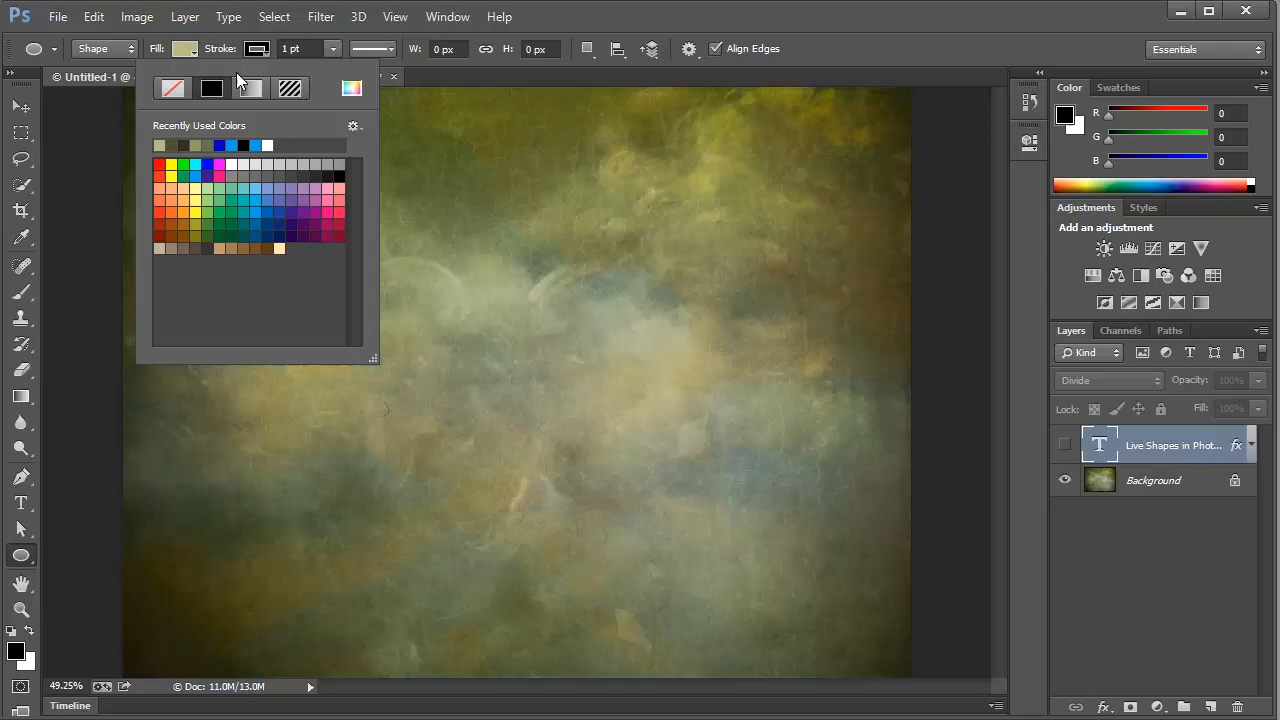 Ps File Edit Image Layer Type Select Filter 3D View Window Help
Shape Fill: Stroke: 1 pt W: 0 px H: 0 px Align Edges Essentials
© Untitled-1 @
Recently Used Colors
Color Swatches
R 0
G 0
B 0
Adjustments Styles
Add an adjustment
Layers Channels Paths
Kind
Divide Opacity: 100%
Lock: Fill: 100%
T Live Shapes in Phot... fx
Background
49.25% © Doc: 11.0M/13.0M
Timeline